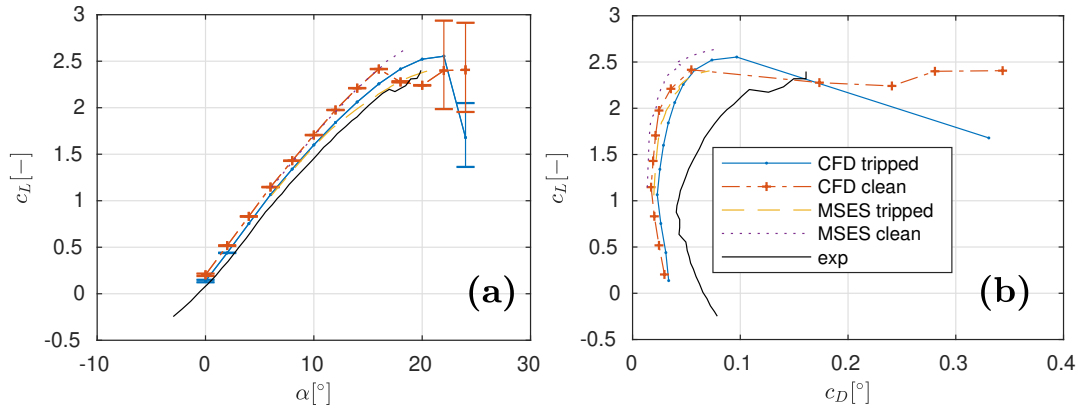 3
2.5
2
1.5
1
0.5
0
-0.5
-10
0
10
20
30
c_L[−]
α[°]
(a)
3
2.5
2
1.5
1
0.5
0
-0.5
0
0.1
0.2
0.3
0.4
c_L[−]
c_D[°]
CFD tripped
CFD clean
MSES tripped
MSES clean
exp
(b)